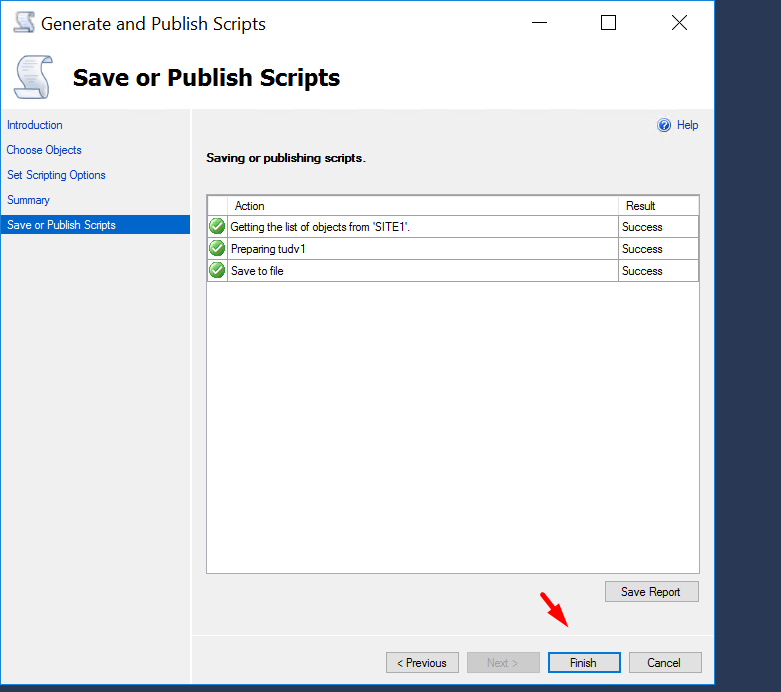 Generate and Publish Scripts
Save or Publish Scripts
Introduction
Choose Objects
Set Scripting Options
Summary
Save or Publish Scripts
Help
Saving or publishing scripts.
Action Result
Getting the list of objects from 'SITE1'. Success
Preparing tudv1 Success
Save to file Success
Save Report
< Previous Next > Finish Cancel